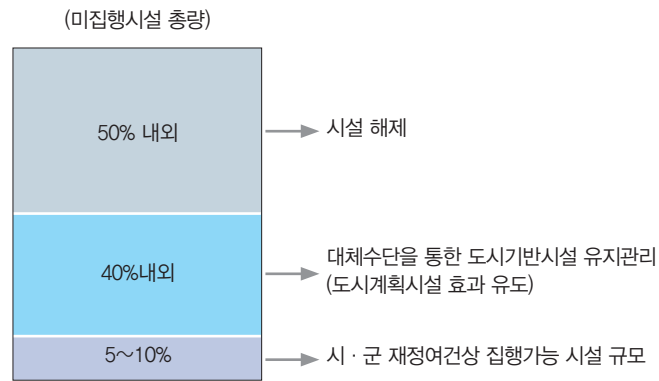 (미집행시설 총량)
50% 내외
시설 해제
40%내외
대체수단을 통한 도시기반시설 유지관리
(도시계획시설 효과 유도)
5~10%
시 · 군 재정여건상 집행가능 시설 규모